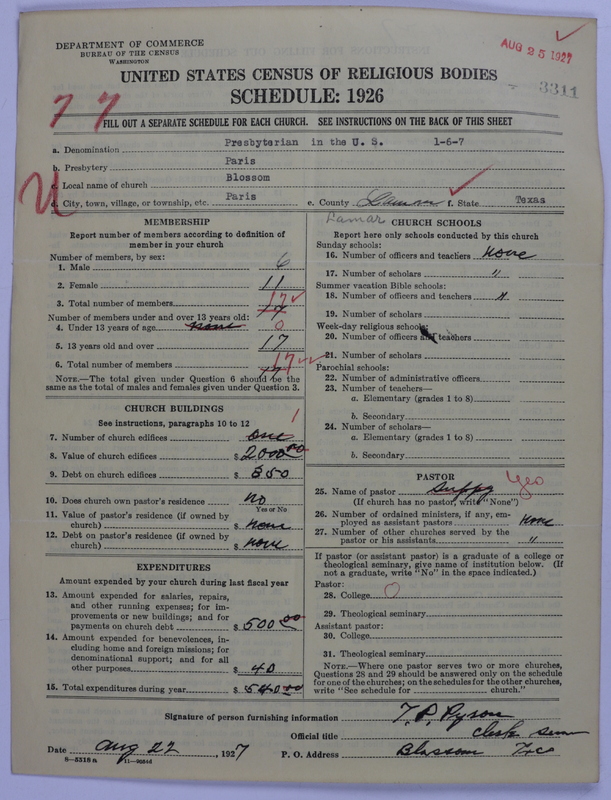 DEPARTMENT OF COMMERCE
BUREAU OF THE CENSUS
WASHINGTON
AUG 25 1927
3311
UNITED STATES CENSUS OF RELIGIOUS BODIES
SCHEDULE: 1926
77
FILL OUT A SEPARATE SCHEDULE FOR EACH CHURCH. SEE INSTRUCTIONS ON THE BACK OF THIS SHEET
a. Denomination Presbyterian in the U. S. 1-6-7
b. Presbytery Paris
c. Local name of church Blossom
d. City, town, village, or township, etc. Paris e. County Lamar f. State Texas
U
Lamar
MEMBERSHIP
Report number of members according to definition of
member in your church
Number of members, by sex:
1. Male 6
2. Female 11
3. Total number of members 17 17
Number of members under and over 13 years old:
4. Under 13 years of age none 0
5. 13 years old and over 17
6. Total number of members 17 17
NOTE.—The total given under Question 6 should be the
same as the total of males and females given under Question 3.
CHURCH BUILDINGS
See instructions, paragraphs 10 to 12
7. Number of church edifices one 1
8. Value of church edifices $ 2000.00
9. Debt on church edifices $ 850
10. Does church own pastor's residence No
Yes or No
11. Value of pastor's residence (if owned by
church) $ none
12. Debt on pastor's residence (if owned by
church) $ none
EXPENDITURES
Amount expended by your church during last fiscal year
13. Amount expended for salaries, repairs,
and other running expenses; for im-
provements or new buildings; and for
payments on church debt $ 500.00
14. Amount expended for benevolences, in-
cluding home and foreign missions; for
denominational support; and for all
other purposes $ 40
15. Total expenditures during year $ 540.00
CHURCH SCHOOLS
Report here only schools conducted by this church
Sunday schools:
16. Number of officers and teachers None
17. Number of scholars "
Summer vacation Bible schools:
18. Number of officers and teachers "
19. Number of scholars
Week-day religious schools:
20. Number of officers and teachers
21. Number of scholars
Parochial schools:
22. Number of administrative officers
23. Number of teachers—
a. Elementary (grades 1 to 8)
b. Secondary
24. Number of scholars—
a. Elementary (grades 1 to 8)
b. Secondary
PASTOR
25. Name of pastor Supply Yes
(If church has no pastor, write "None")
26. Number of ordained ministers, if any, em-
ployed as assistant pastors None
27. Number of other churches served by the
pastor or his assistants "
If pastor (or assistant pastor) is a graduate of a college or
theological seminary, give name of institution below. (If
not a graduate, write "No" in the space indicated.)
Pastor:
28. College 0
29. Theological seminary
Assistant pastor:
30. College
31. Theological seminary
NOTE.—Where one pastor serves two or more churches,
Questions 28 and 29 should be answered only on the schedule
for one of the churches; on the schedules for the other churches,
write "See schedule for church."
Signature of person furnishing information T. P. Pyson
Official title Clerk
Date Aug 22, 1927 P. O. Address Blossom Tex
8—3318a 11—9054d